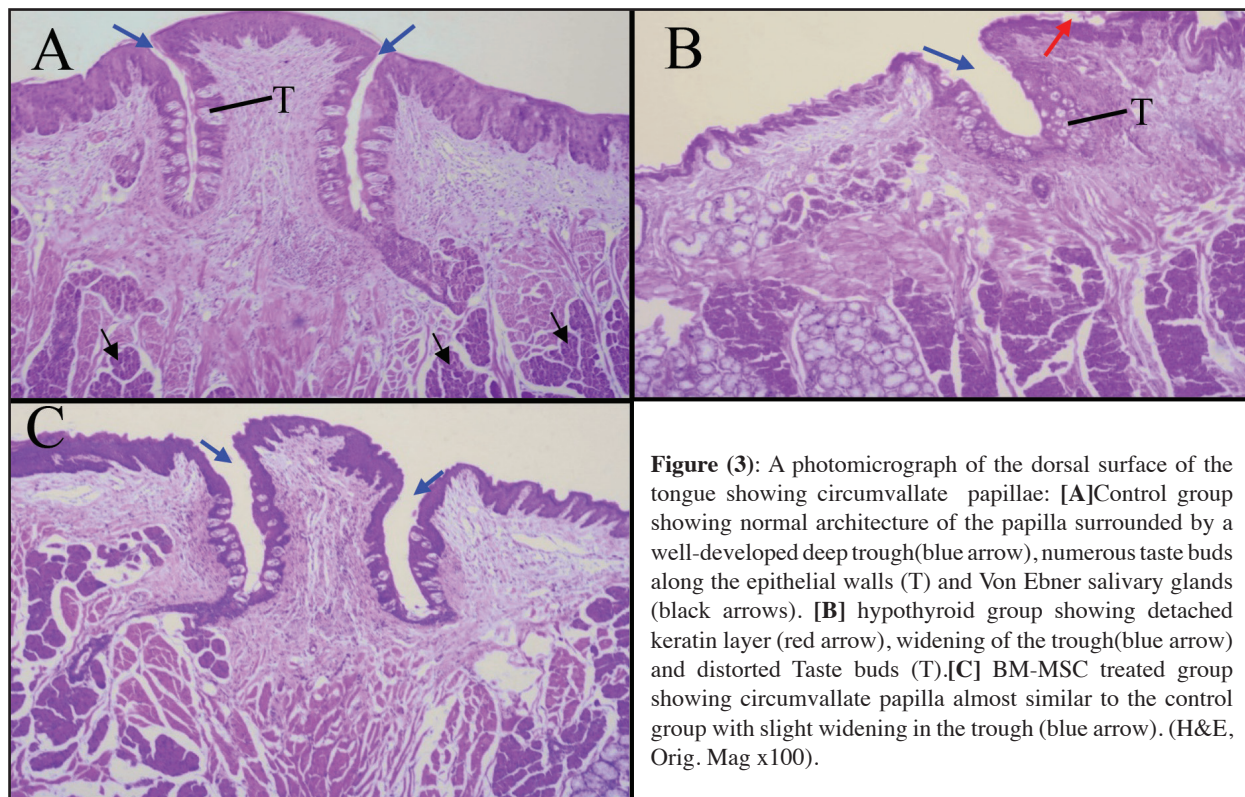 A
T
B
T
C
Figure (3): A photomicrograph of the dorsal surface of the
tongue showing circumvallate papillae: [A]Control group
showing normal architecture of the papilla surrounded by a
well-developed deep trough(blue arrow), numerous taste buds
along the epithelial walls (T) and Von Ebner salivary glands
(black arrows). [B] hypothyroid group showing detached
keratin layer (red arrow), widening of the trough(blue arrow)
and distorted Taste buds (T).[C] BM-MSC treated group
showing circumvallate papilla almost similar to the control
group with slight widening in the trough (blue arrow). (H&E,
Orig. Mag x100).